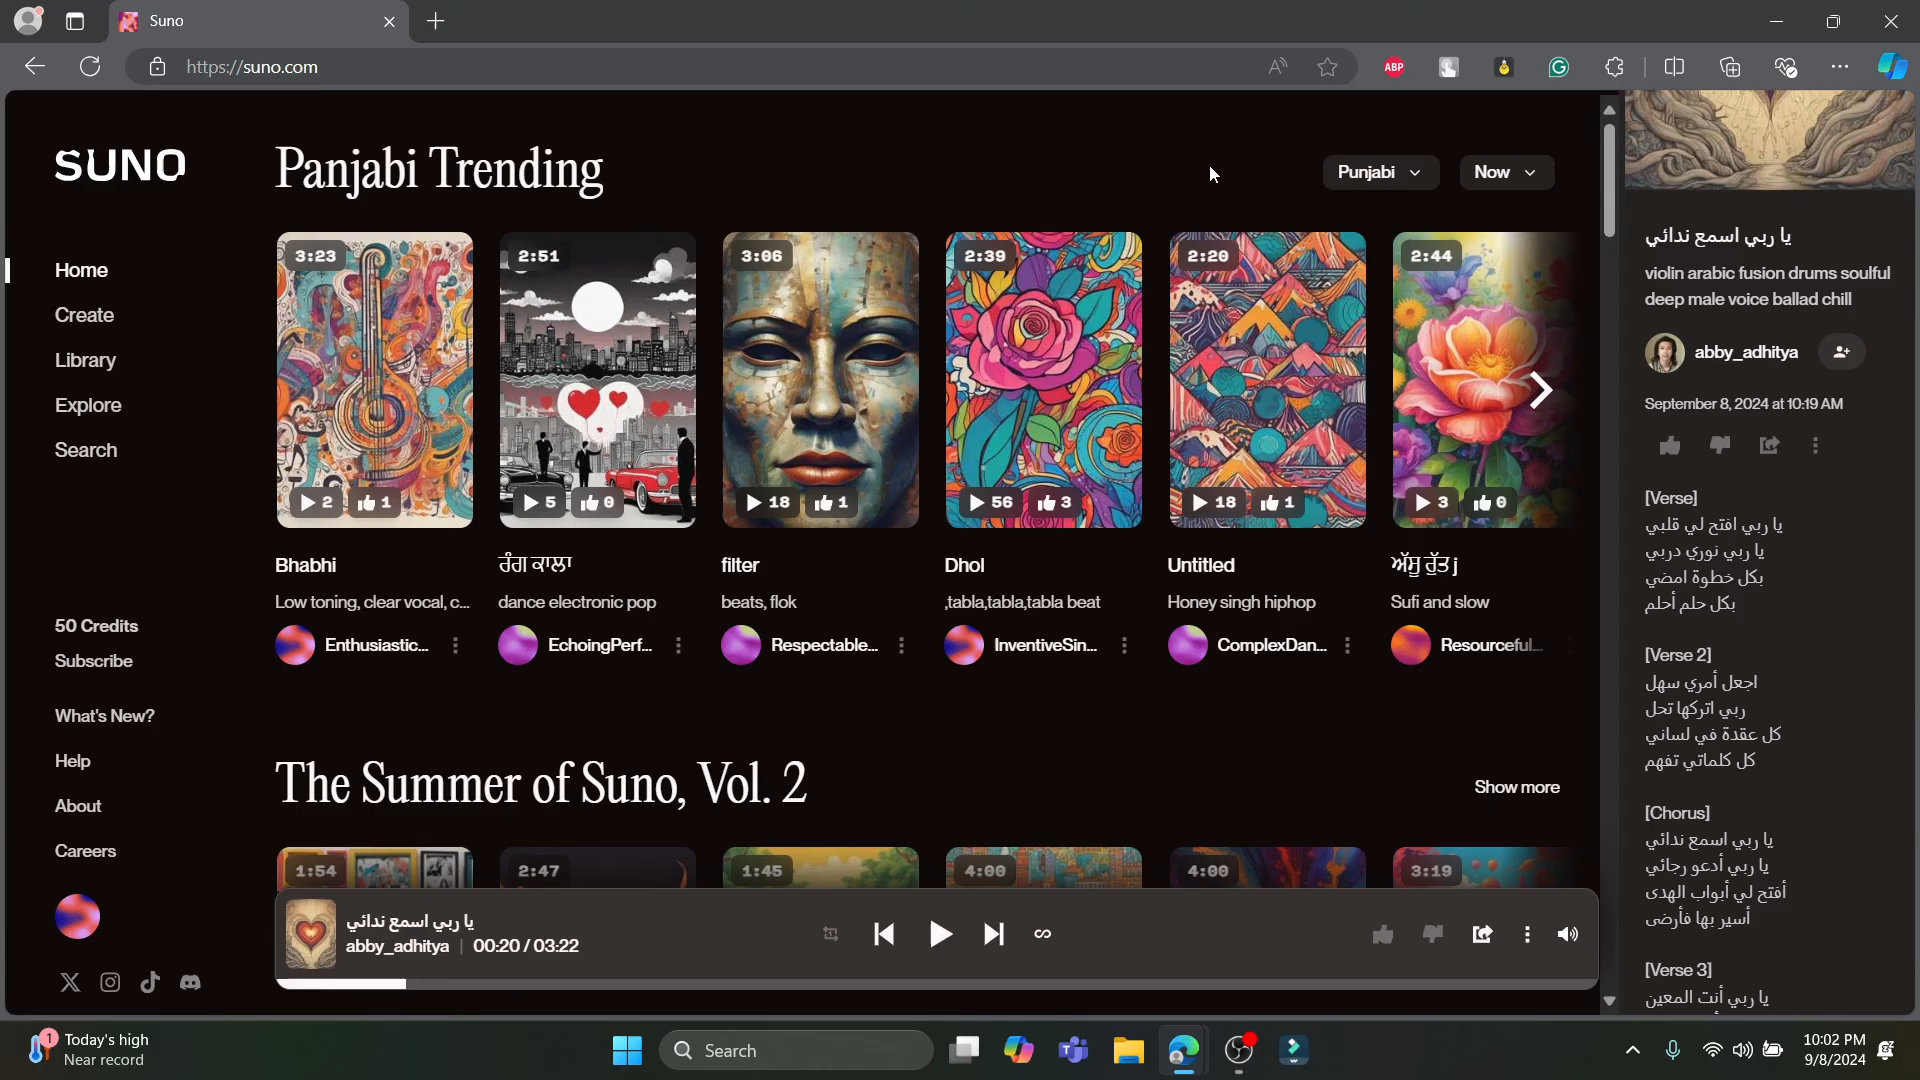 Suno
https://suno.com
SUNO
Home
Create
Library
Explore
Search
50 Credits
Subscribe
What's New?
Help
About
Careers
Panjabi Trending
Punjabi
Now
3:23
2:51
3:06
2:39
2:20
2:44
2 1
5 0
18 1
56 3
18 1
3 0
Bhabhi
ਰੰਗ ਕਾਲਾ
filter
Dhol
Untitled
ਅੱਸੂ ਰੁੱਤ j
Low toning, clear vocal, c...
dance electronic pop
beats, flok
,tabla,tabla,tabla beat
Honey singh hiphop
Sufi and slow
Enthusiastic...
EchoingPerf...
Respectable...
InventiveSin...
ComplexDan...
Resourceful...
The Summer of Suno, Vol. 2
Show more
1:54
2:47
1:45
4:00
4:00
3:19
يا ربي اسمع ندائي
abby_adhitya | 00:20 / 03:22
يا ربي اسمع ندائي
violin arabic fusion drums soulful
deep male voice ballad chill
abby_adhitya
September 8, 2024 at 10:19 AM
[Verse]
يا ربي افتح لي قلبي
يا ربي نوري دربي
بكل خطوة امضي
بكل حلم أحلم
[Verse 2]
اجعل أمري سهل
ربي اتركها تحل
كل عقدة في لساني
كل كلماتي تفهم
[Chorus]
يا ربي اسمع ندائي
يا ربي أدعو رجائي
أفتح لي أبواب الهدى
أسير بها فأرضى
[Verse 3]
يا ربي أنت المعين
ABP
1
Today's high
Near record
Search
10:02 PM
9/8/2024